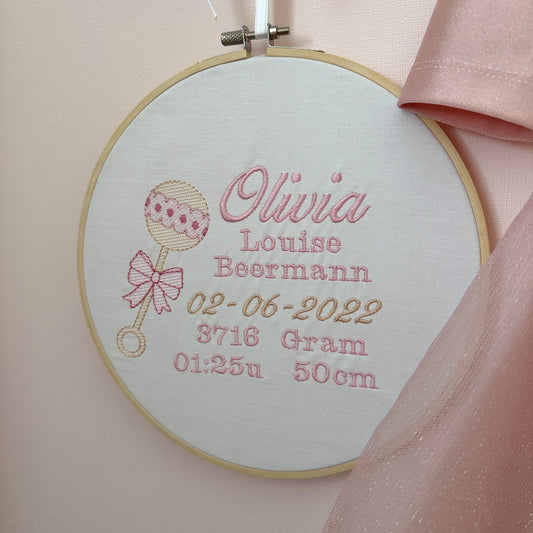 Olivia
Louise
Beermann
02-06-2022
3716 Gram
01:25u 50cm